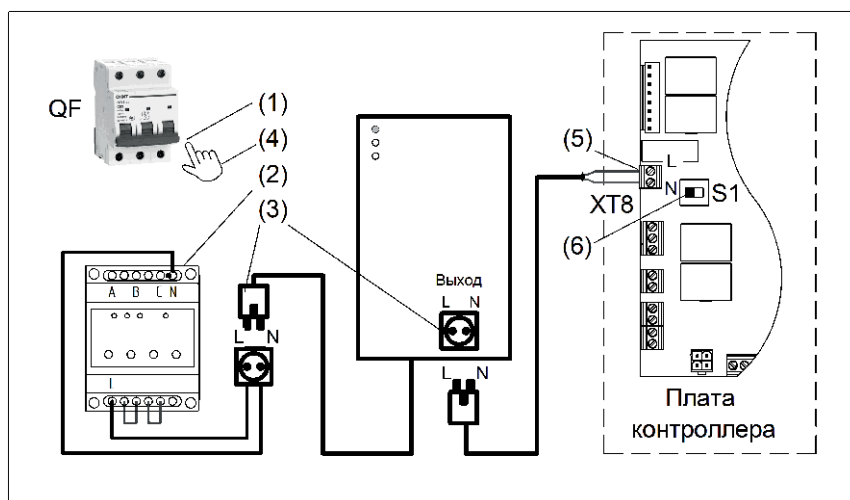 QF
(1)
(4)
(2)
(3)
A B C N
L
L N
Выход
L N
L N
(5)
L
N
S1
XT8
(6)
Плата
контроллера